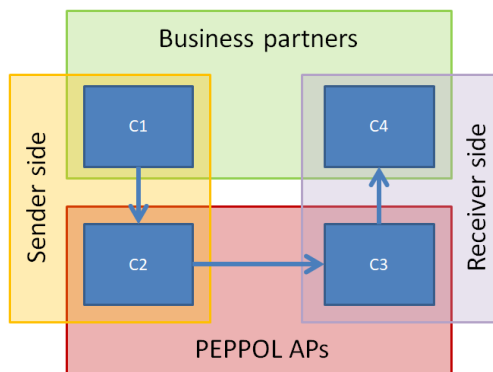 Business partners
C1
C4
Sender side
Receiver side
C2
C3
PEPPOL APs